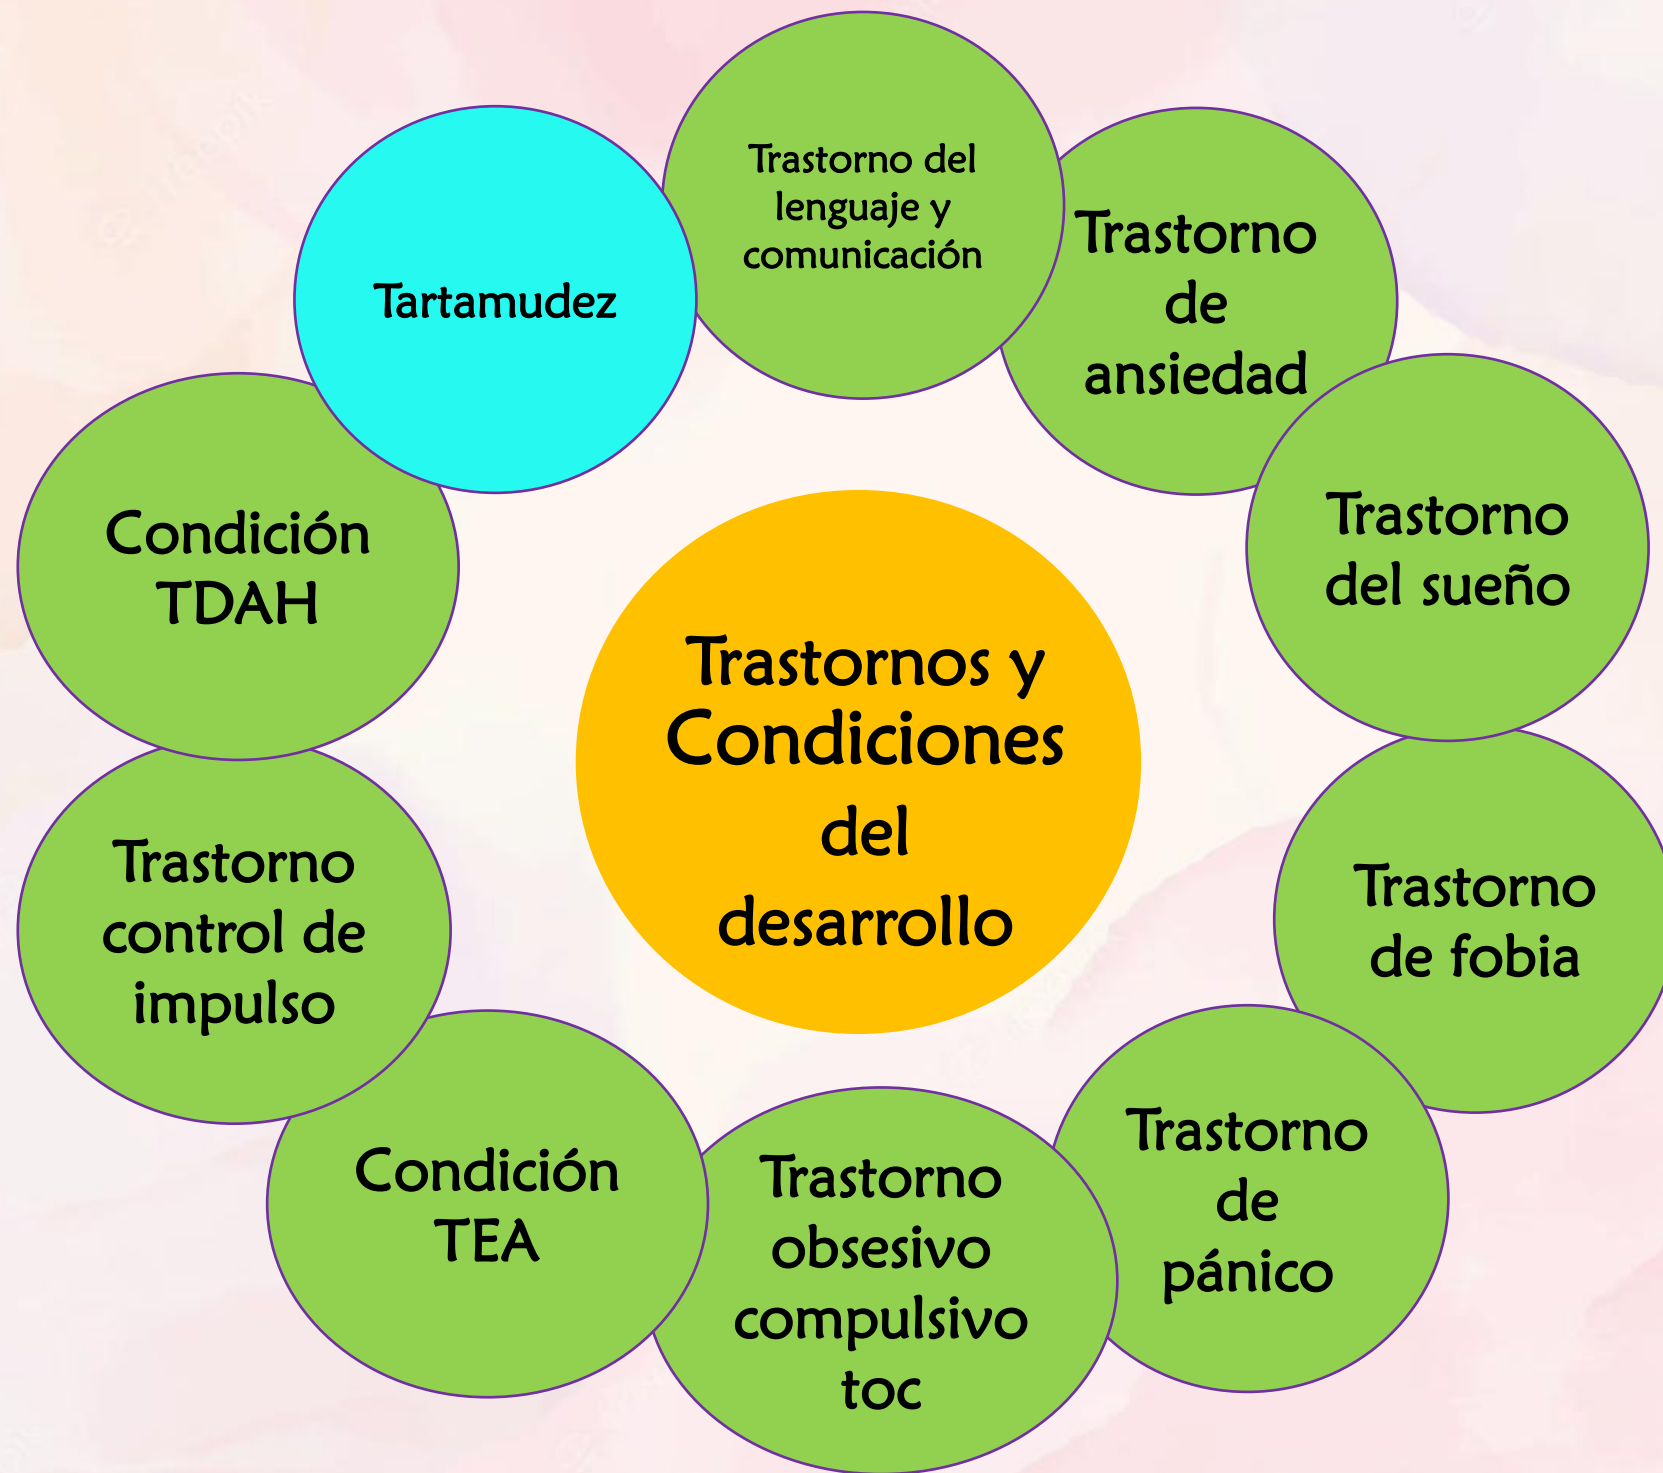 Trastorno del
lenguaje y
comunicación
Trastorno
de
ansiedad
Tartamudez
Trastorno
del sueño
Condición
TDAH
Trastornos y
Condiciones
del
desarrollo
Trastorno
de fobia
Trastorno
control de
impulso
Trastorno
de
pánico
Condición
TEA
Trastorno
obsesivo
compulsivo
toc